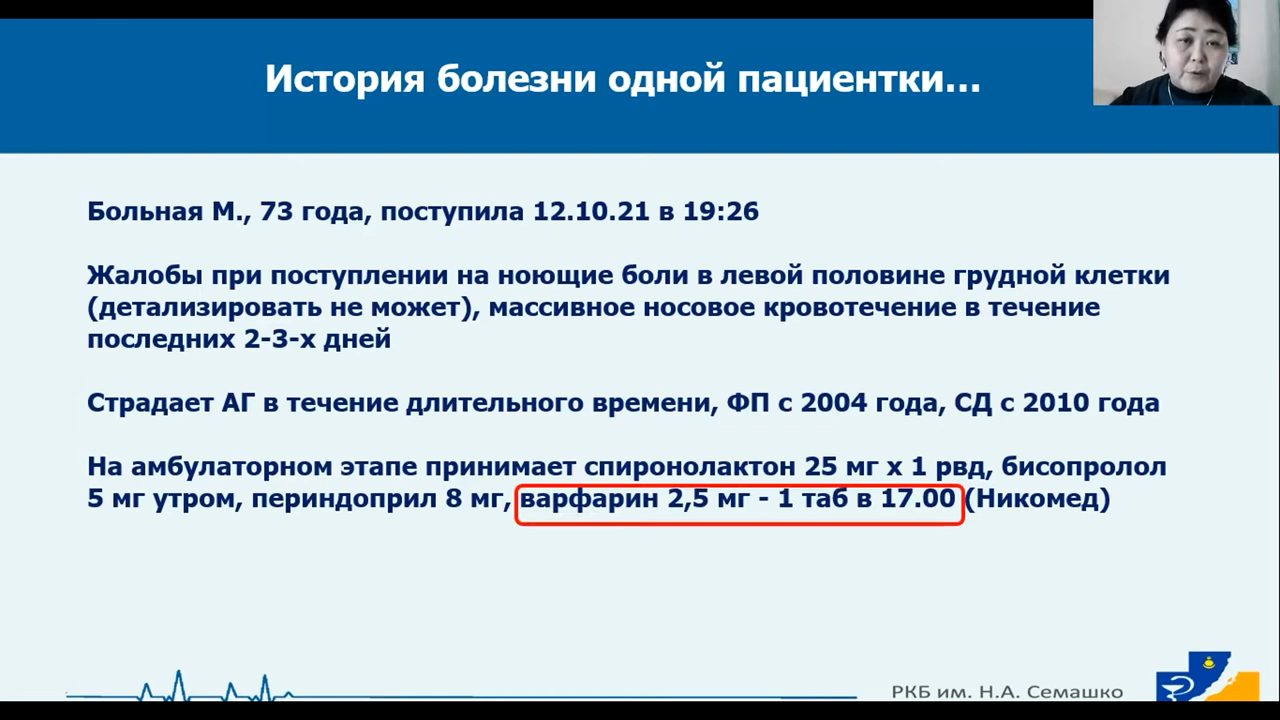 История болезни одной пациентки...
Больная М., 73 года, поступила 12.10.21 в 19:26
Жалобы при поступлении на ноющие боли в левой половине грудной клетки
(детализировать не может), массивное носовое кровотечение в течение
последних 2-3-х дней
Страдает АГ в течение длительного времени, ФП с 2004 года, СД с 2010 года
На амбулаторном этапе принимает спиронолактон 25 мг х 1 рвд, бисопролол
5 мг утром, периндоприл 8 мг, варфарин 2,5 мг - 1 таб в 17.00 (Никомед)
РКБ им. Н.А. Семашко